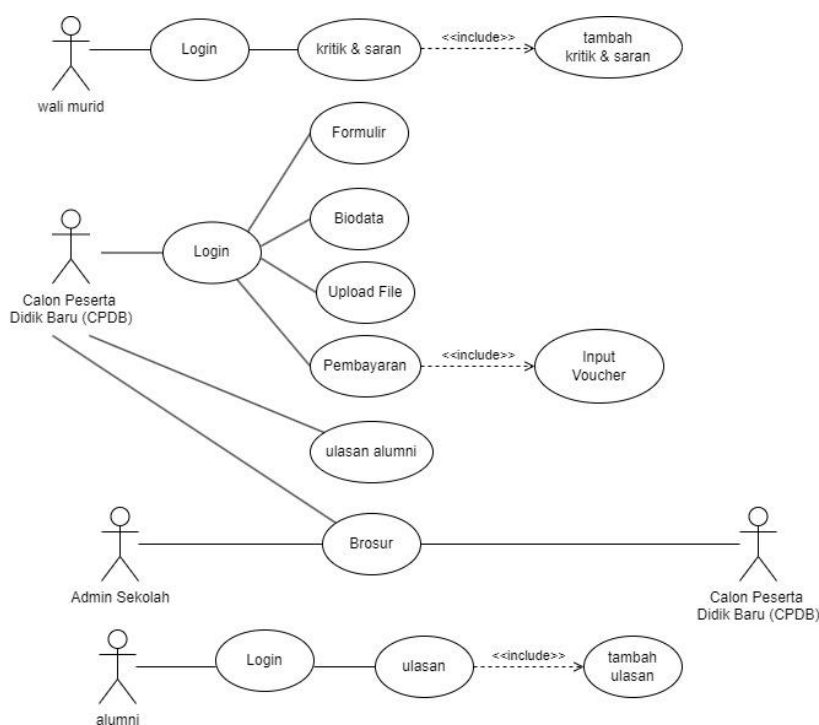 Login
kritik & saran
<<include>>
tambah
kritik & saran
wali murid
Formulir
Biodata
Login
Upload File
Calon Peserta
Didik Baru (CPDB)
Pembayaran
<<include>>
Input
Voucher
ulasan alumni
Brosur
Admin Sekolah
Calon Peserta
Didik Baru (CPDB)
Login
ulasan
<<include>>
tambah
ulasan
alumni